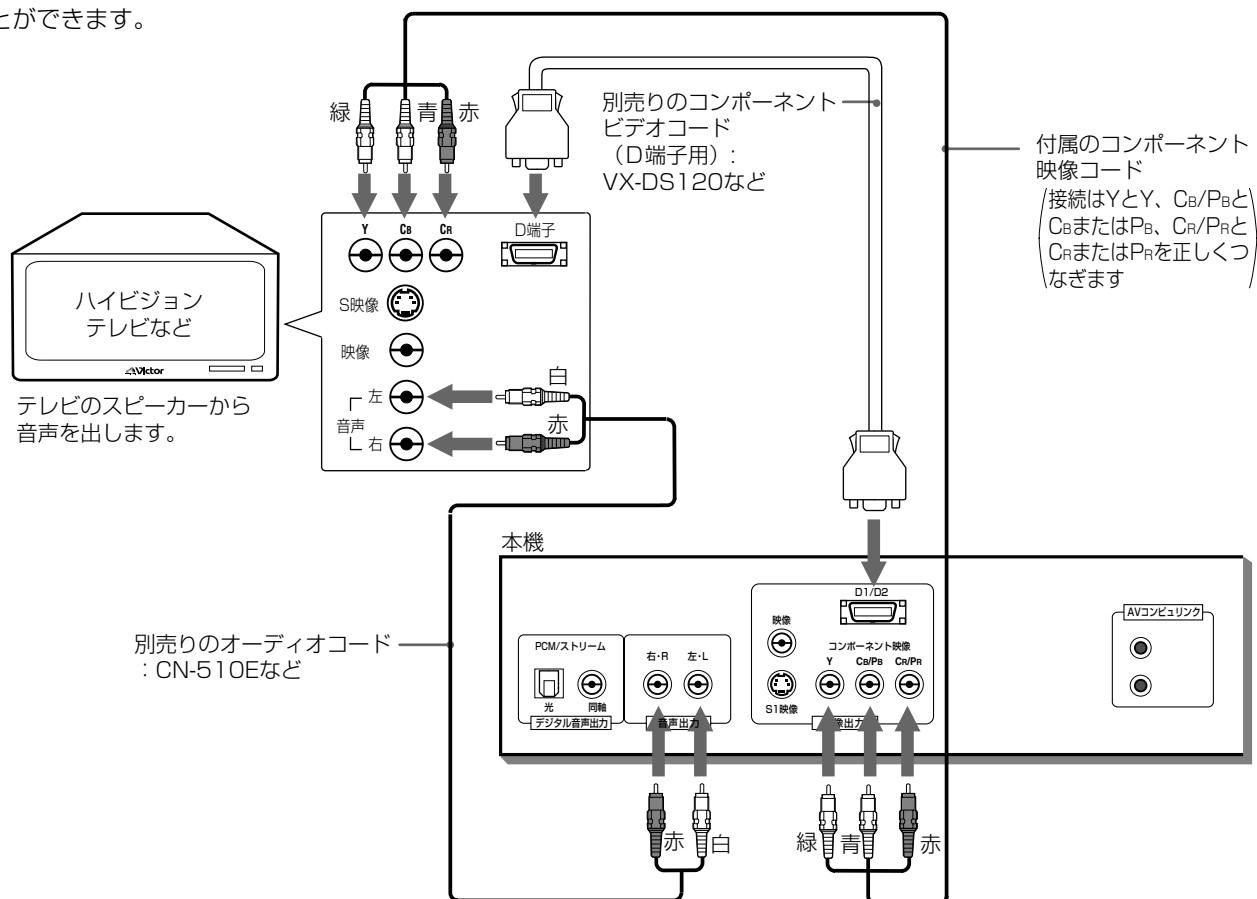 とができます。
緑
青
赤
別売りのコンポーネント
ビデオコード
（D端子用）：
VX-DS120など
付属のコンポーネント
映像コード
(接続はYとY、CB/PBと
CBまたはPB、CR/PRと
CRまたはPRを正しくつ
なぎます)
Y
CB
CR
D端子
S映像
映像
左
音声
右
白
赤
ハイビジョン
テレビなど
Victor
テレビのスピーカーから
音声を出します。
本機
別売りのオーディオコード
：CN-510Eなど
PCM/ストリーム
光
同軸
デジタル音声出力
右・R
左・L
音声出力
D1/D2
映像
コンポーネント映像
Y
CB/PB
CR/PR
S1映像
像出力
AVコンピュリンク
赤
白
緑
青
赤